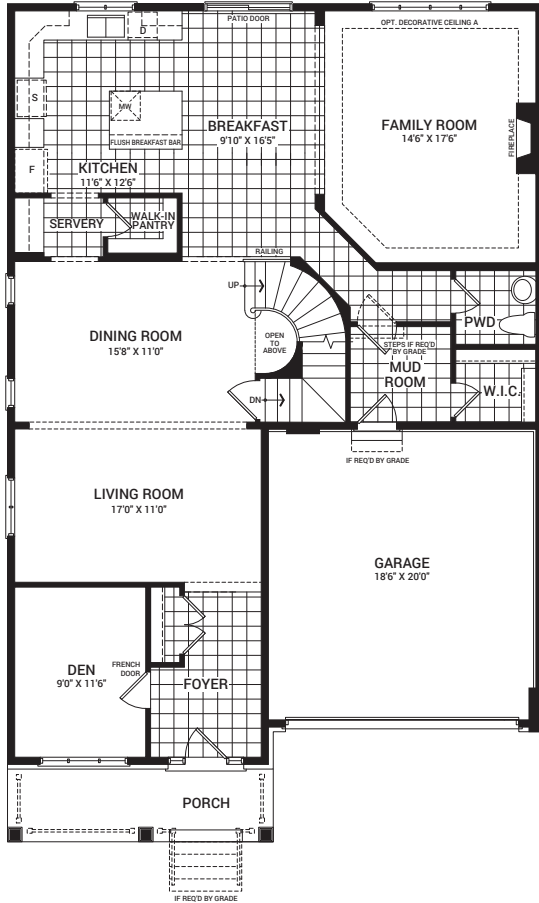 PATIO DOOR
OPT. DECORATIVE CEILING A
D
S
MW
BREAKFAST
9'10" X 16'5"
FAMILY ROOM
14'6" X 17'6"
FIREPLACE
FLUSH BREAKFAST BAR
F
KITCHEN
11'6" X 12'6"
SERVERY
WALK-IN
PANTRY
RAILING
UP
OPEN
TO
ABOVE
PWD
DINING ROOM
15'8" X 11'0"
STEPS IF REQ'D
BY GRADE
MUD
ROOM
W.I.C.
DN
IF REQ'D BY GRADE
LIVING ROOM
17'0" X 11'0"
GARAGE
18'6" X 20'0"
DEN
9'0" X 11'6"
FRENCH
DOOR
FOYER
PORCH
IF REQ'D BY GRADE